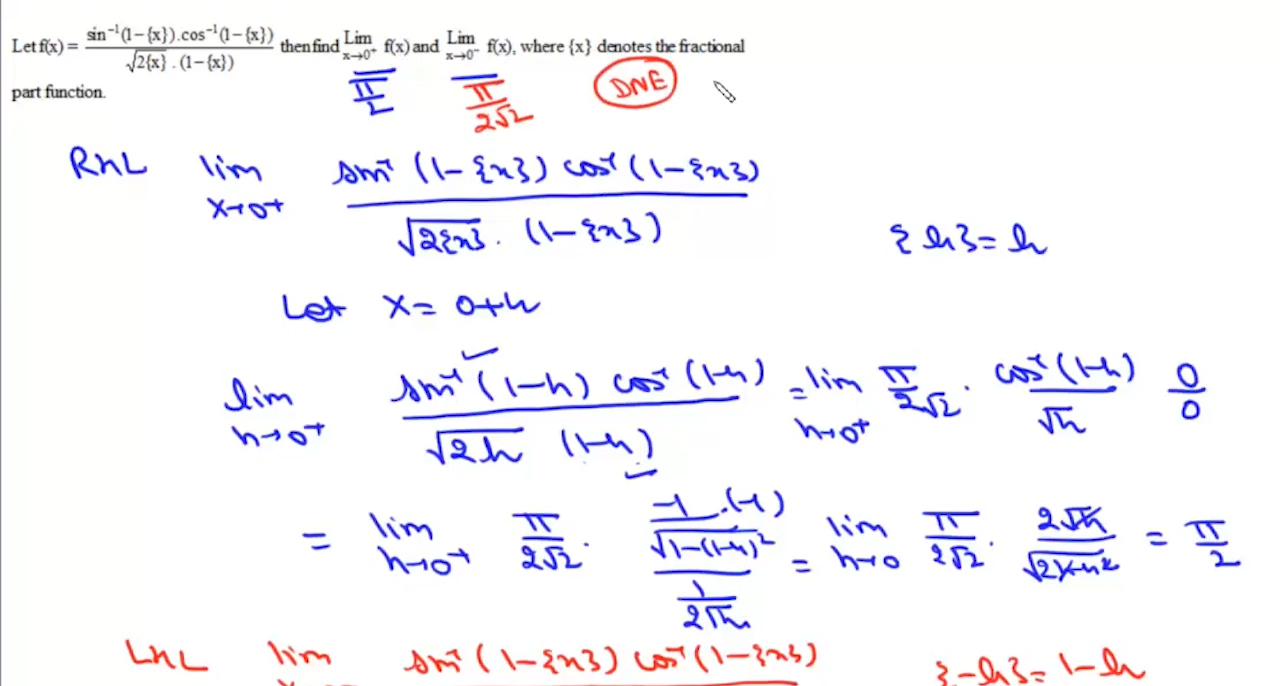 Let f(x) = sin⁻¹(1−{x}).cos⁻¹(1−{x}) / √2{x} . (1−{x}) then find Lim x→0⁺ f(x) and Lim x→0⁻ f(x), where {x} denotes the fractional
part function.
π/2 π/2√2 DNE
RHL lim x→0+ sin⁻¹ (1−{x}) cos⁻¹ (1−{x}) / √2{x} . (1−{x})
{h} = h
Let x = 0+h
lim h→0+ sin⁻¹ (1−h) cos⁻¹ (1−h) / √2h (1−h) = lim h→0+ π/2√2 . cos⁻¹ (1−h) / √h 0/0
= lim h→0+ π/2√2 . −1/√1−(1−h)² .(−1) / 1/2√h = lim h→0 π/2√2 . 2√h / √2h−h² = π/2
LHL lim sin⁻¹ (1−{x}) cos⁻¹ (1−{x}) {−h} = 1−h